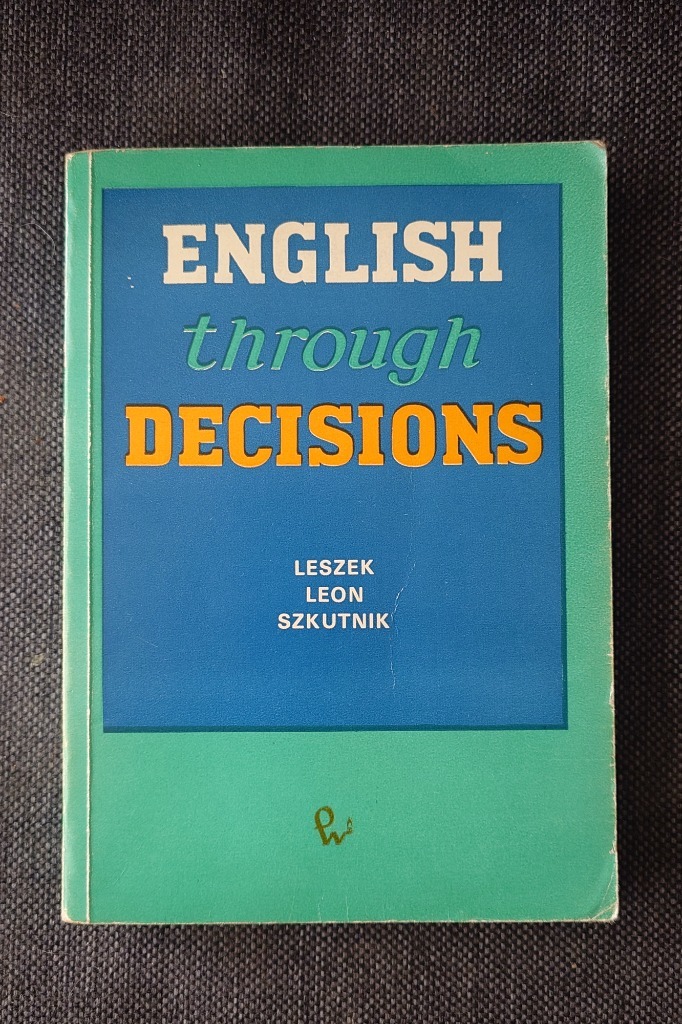 ENGLISH
through
DECISIONS
LESZEK
LEON
SZKUTNIK